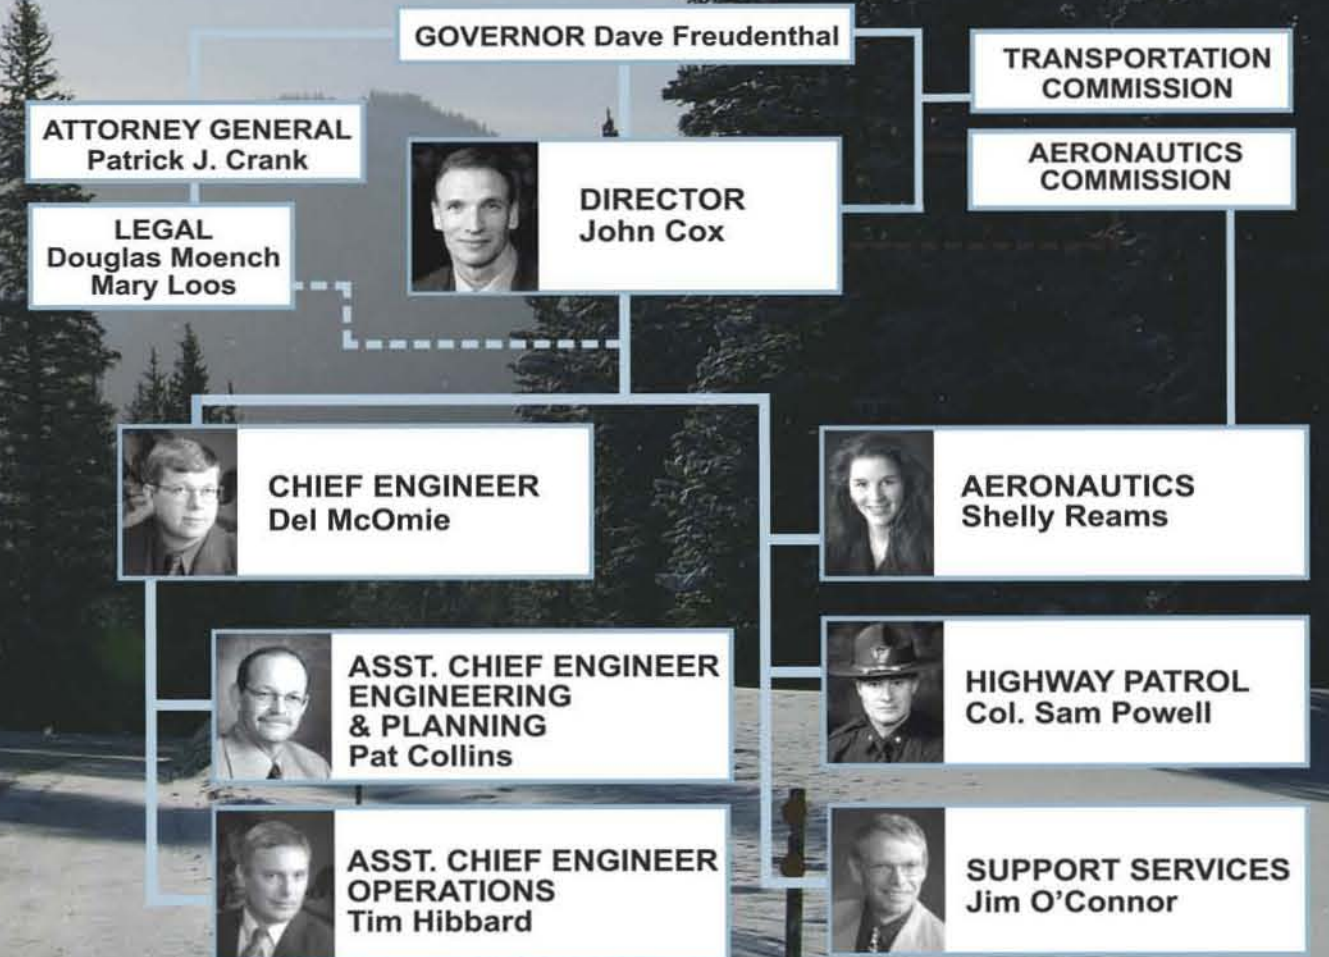 GOVERNOR Dave Freudenthal
TRANSPORTATION
COMMISSION
ATTORNEY GENERAL
Patrick J. Crank
AERONAUTICS
COMMISSION
DIRECTOR
John Cox
LEGAL
Douglas Moench
Mary Loos
CHIEF ENGINEER
Del McOmie
AERONAUTICS
Shelly Reams
ASST. CHIEF ENGINEER
ENGINEERING
& PLANNING
Pat Collins
HIGHWAY PATROL
Col. Sam Powell
ASST. CHIEF ENGINEER
OPERATIONS
Tim Hibbard
SUPPORT SERVICES
Jim O'Connor